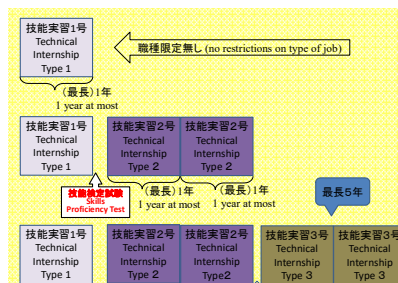 技能実習1号
Technical
Internship
Type 1
職種限定無し (no restrictions on type of job)
(最長)1年
1 year at most
技能実習1号
Technical
Internship
Type 1
技能実習2号
Technical
Internship
Type 2
技能実習2号
Technical
Internship
Type 2
技能検定試験
Skills
Proficiency Test
(最長)1年
1 year at most
(最長)1年
1 year at most
最長5年
技能実習1号
Technical
Internship
Type 1
技能実習2号
Technical
Internship
Type 2
技能実習2号
Technical
Internship
Type2
技能実習3号
Technical
Internship
Type 3
技能実習3号
Technical
Internship
Type 3